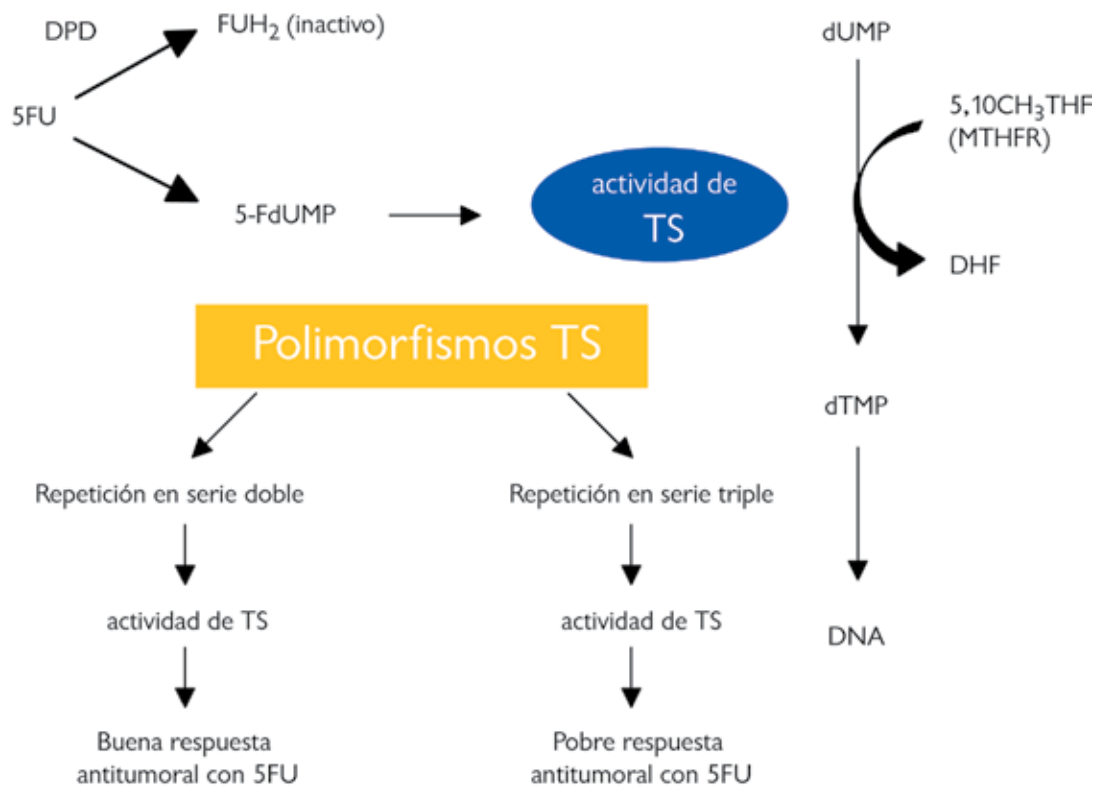 DPD
FUH₂ (inactivo)
5FU
5-FdUMP
actividad de
TS
dUMP
5,10CH₃THF
(MTHFR)
DHF
dTMP
DNA
Polimorfismos TS
Repetición en serie doble
actividad de TS
Buena respuesta
antitumoral con 5FU
Repetición en serie triple
actividad de TS
Pobre respuesta
antitumoral con 5FU